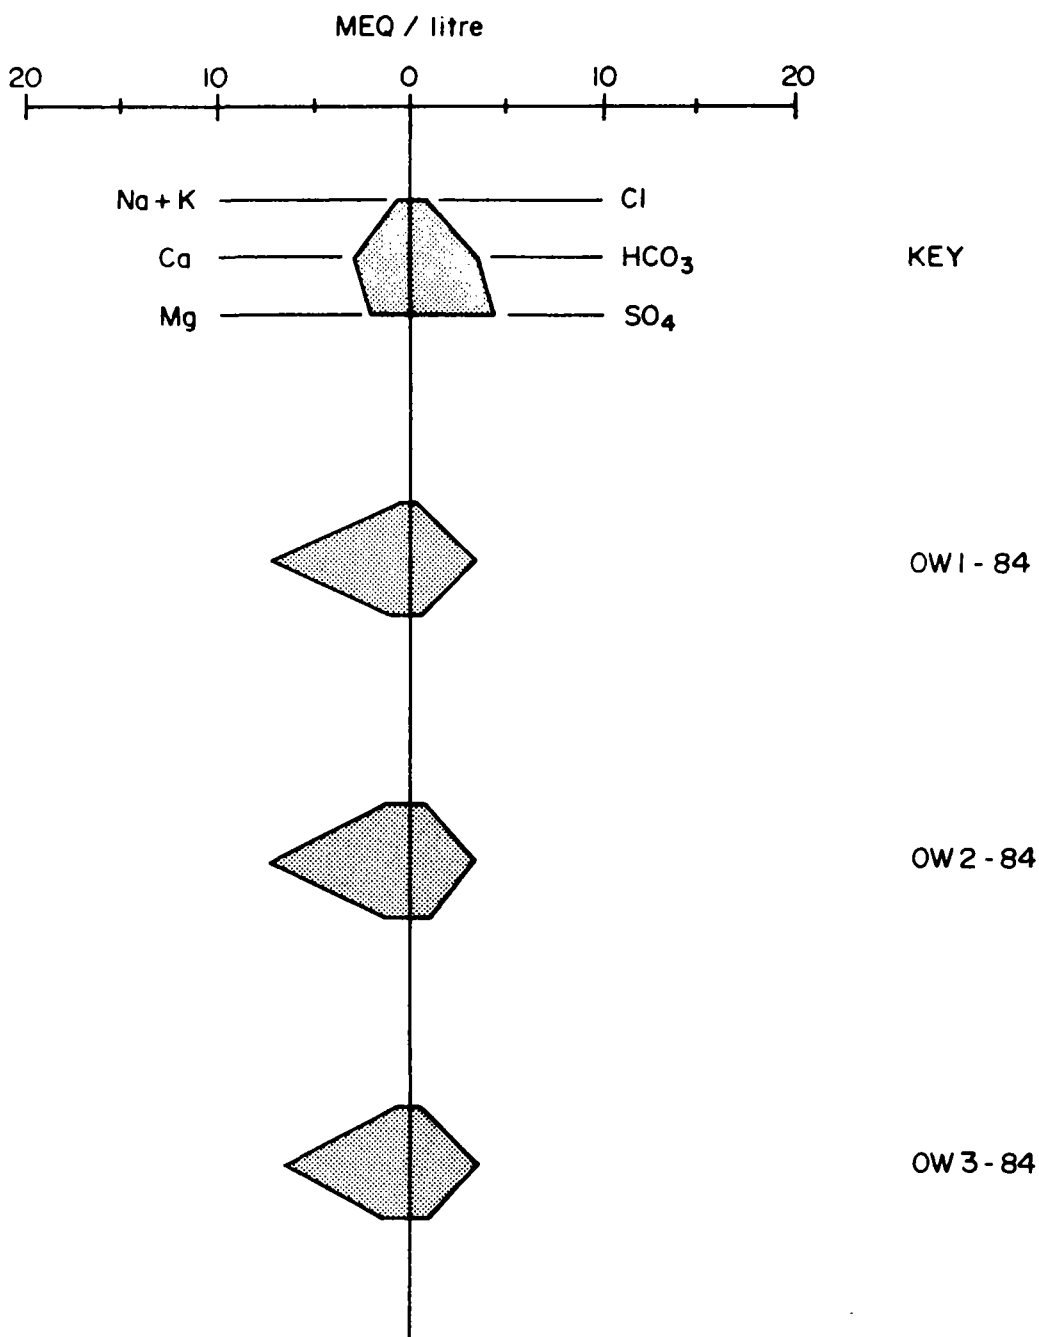 MEQ / litre
20 10 0 10 20
Na + K Cl
Ca HCO₃ KEY
Mg SO₄
OW1 - 84
OW2 - 84
OW3 - 84